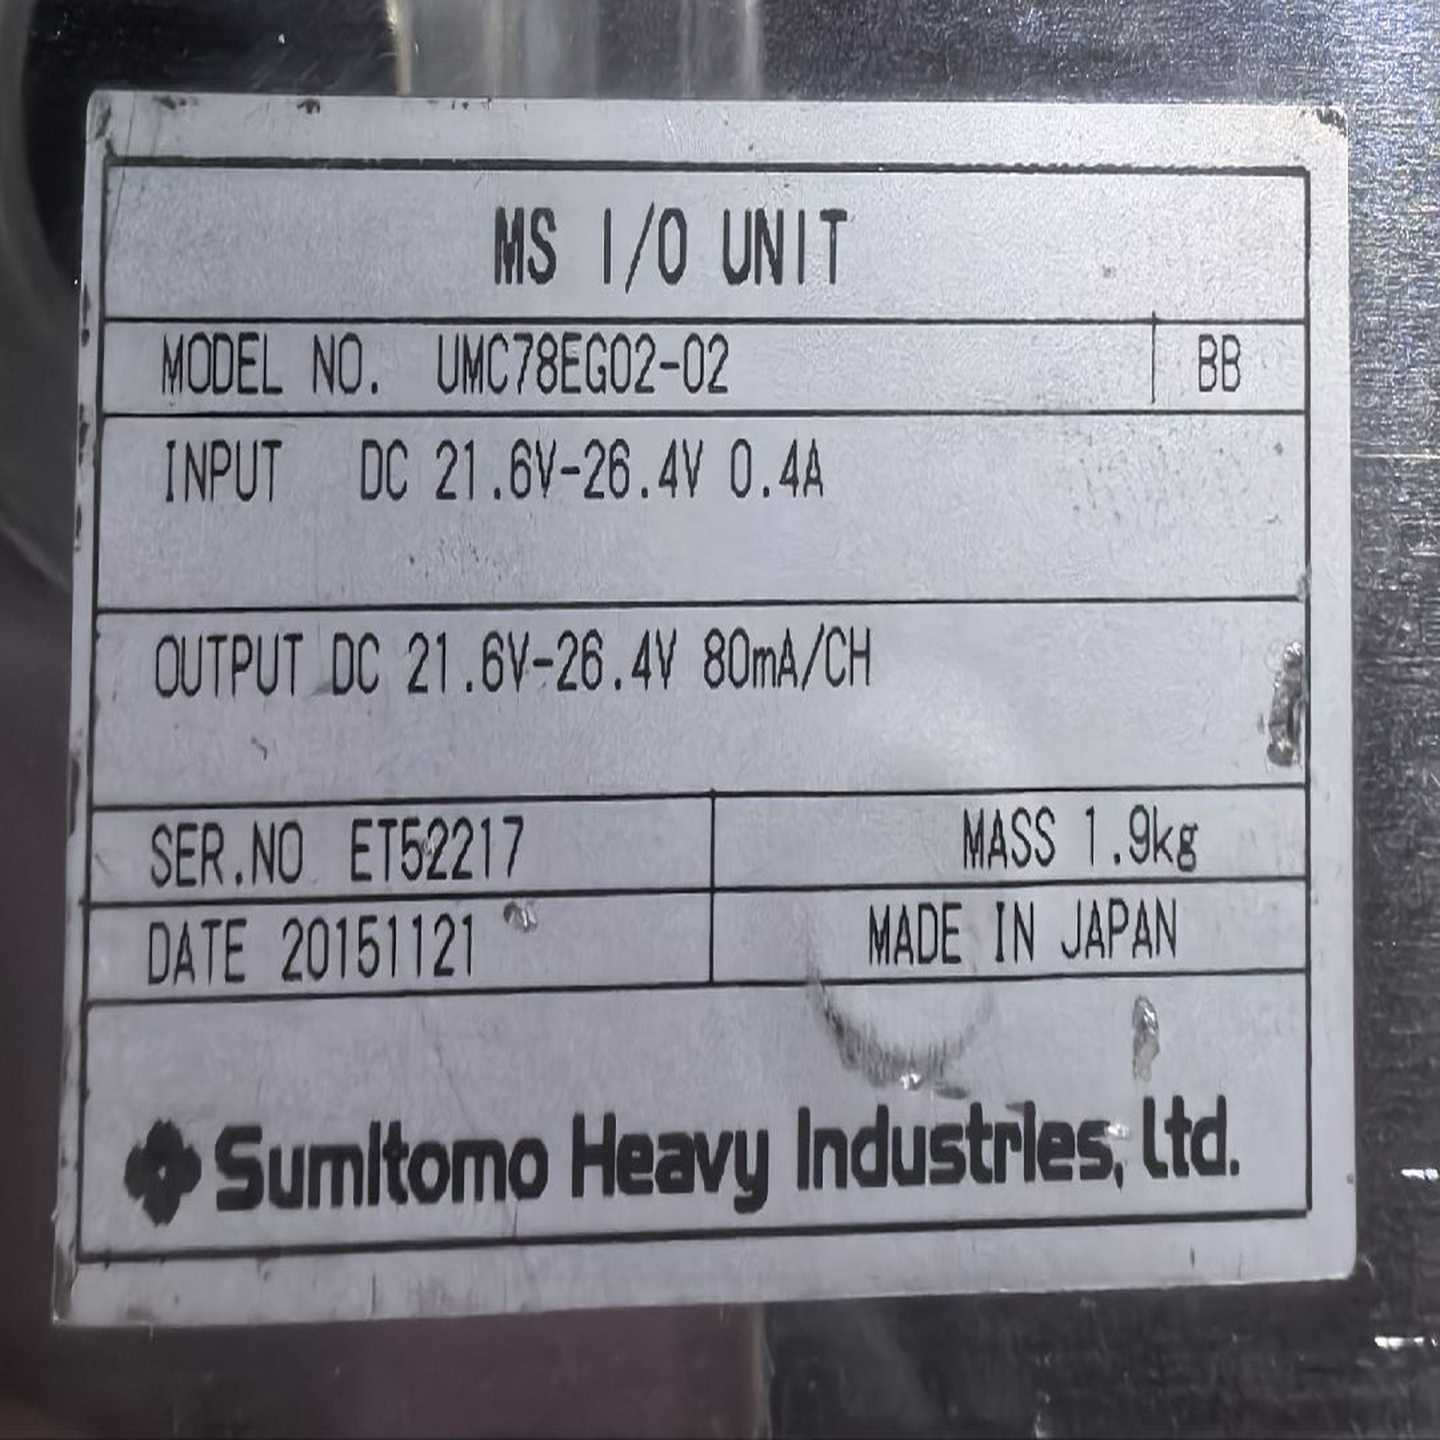 MS I/O UNIT
MODEL NO. UMC78EG02-02 BB
INPUT DC 21.6V-26.4V 0.4A
OUTPUT DC 21.6V-26.4V 80mA/CH
SER.NO ET52217 MASS 1.9kg
DATE 20151121 MADE IN JAPAN
Sumitomo Heavy Industries, Ltd.